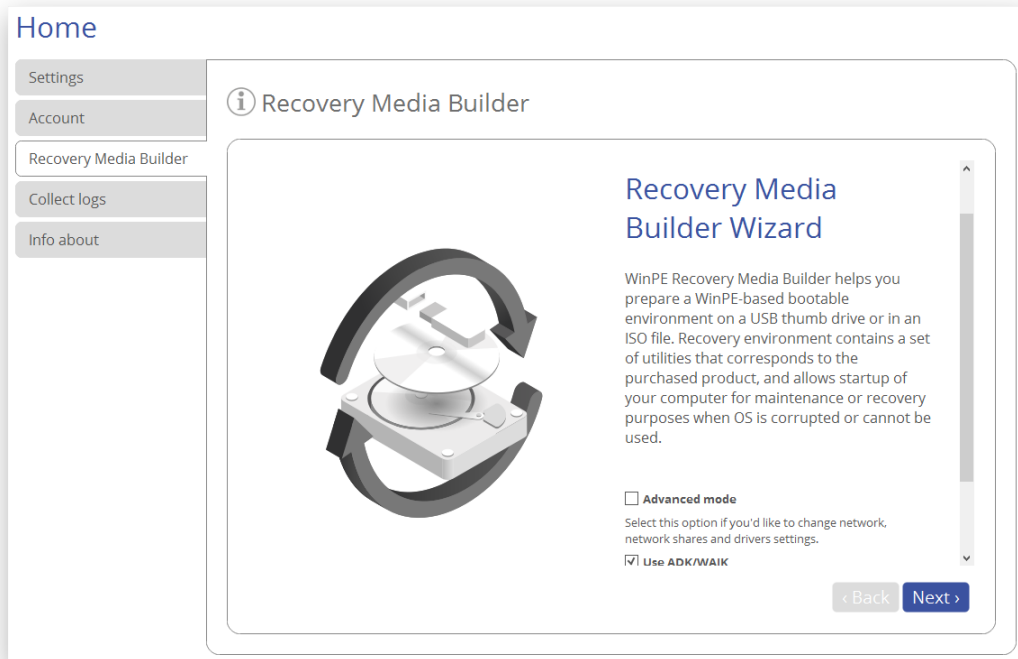 Home
Settings
Account
Recovery Media Builder
Collect logs
Info about
Recovery Media Builder
Recovery Media
Builder Wizard
WinPE Recovery Media Builder helps you
prepare a WinPE-based bootable
environment on a USB thumb drive or in an
ISO file. Recovery environment contains a set
of utilities that corresponds to the
purchased product, and allows startup of
your computer for maintenance or recovery
purposes when OS is corrupted or cannot be
used.
Advanced mode
Select this option if you'd like to change network,
network shares and drivers settings.
Use ADK/WAIK
‹ Back
Next ›